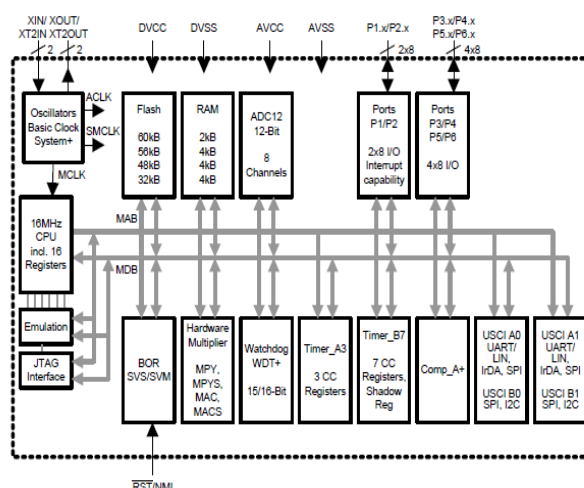 XIN/ XOUT/
XT2IN XT2OUT
2
2
DVCC
DVSS
AVCC
AVSS
P1.x/P2.x
2x8
P3.x/P4.x
P5.x/P6.x
4x8
Oscillators
Basic Clock
System+
ACLK
SMCLK
MCLK
Flash
60kB
56kB
48kB
32kB
RAM
2kB
4kB
4kB
4kB
ADC12
12-Bit
8
Channels
Ports
P1/P2
2x8 I/O
Interrupt
capability
Ports
P3/P4
P5/P6
4x8 I/O
16MHz
CPU
incl. 16
Registers
MAB
MDB
Emulation
JTAG
Interface
BOR
SVS/SVM
Hardware
Multiplier
MPY,
MPYS,
MAC,
MACS
Watchdog
WDT+
15/16-Bit
Timer_A3
3 CC
Registers
Timer_B7
7 CC
Registers,
Shadow
Reg
Comp_A+
USCI A0
UART/
LIN,
IrDA, SPI
USCI B0
SPI, I2C
USCI A1
UART/
LIN,
IrDA, SPI
USCI B1
SPI, I2C
RST/NMI